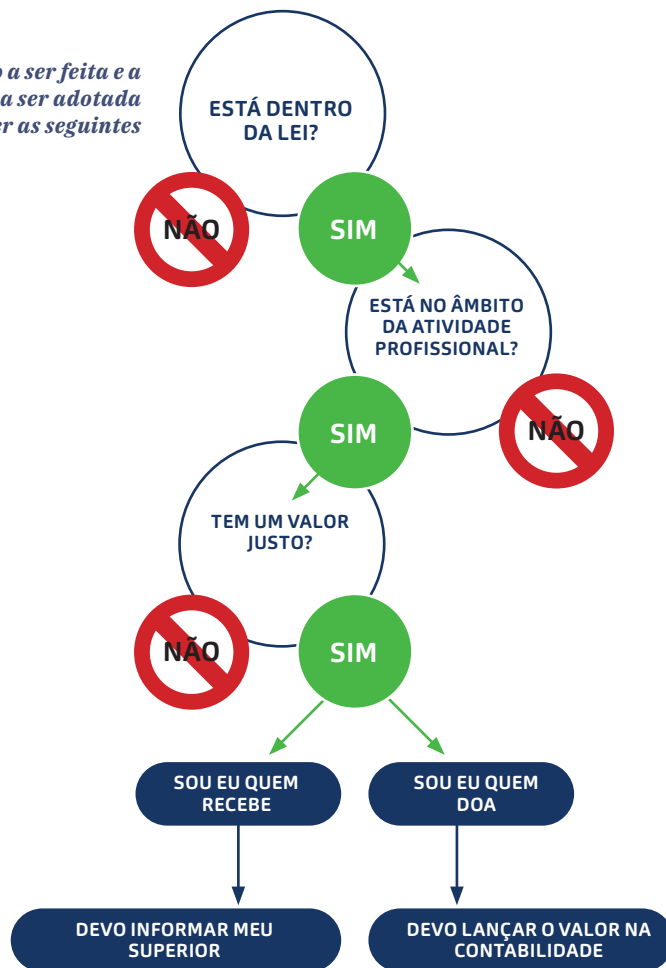 a ser feita e a
a ser adotada
as seguintes
ESTÁ DENTRO
DA LEI?
NÃO
SIM
ESTÁ NO ÂMBITO
DA ATIVIDADE
PROFISSIONAL?
SIM
NÃO
TEM UM VALOR
JUSTO?
NÃO
SIM
SOU EU QUEM
RECEBE
SOU EU QUEM
DOA
DEVO INFORMAR MEU
SUPERIOR
DEVO LANÇAR O VALOR NA
CONTABILIDADE